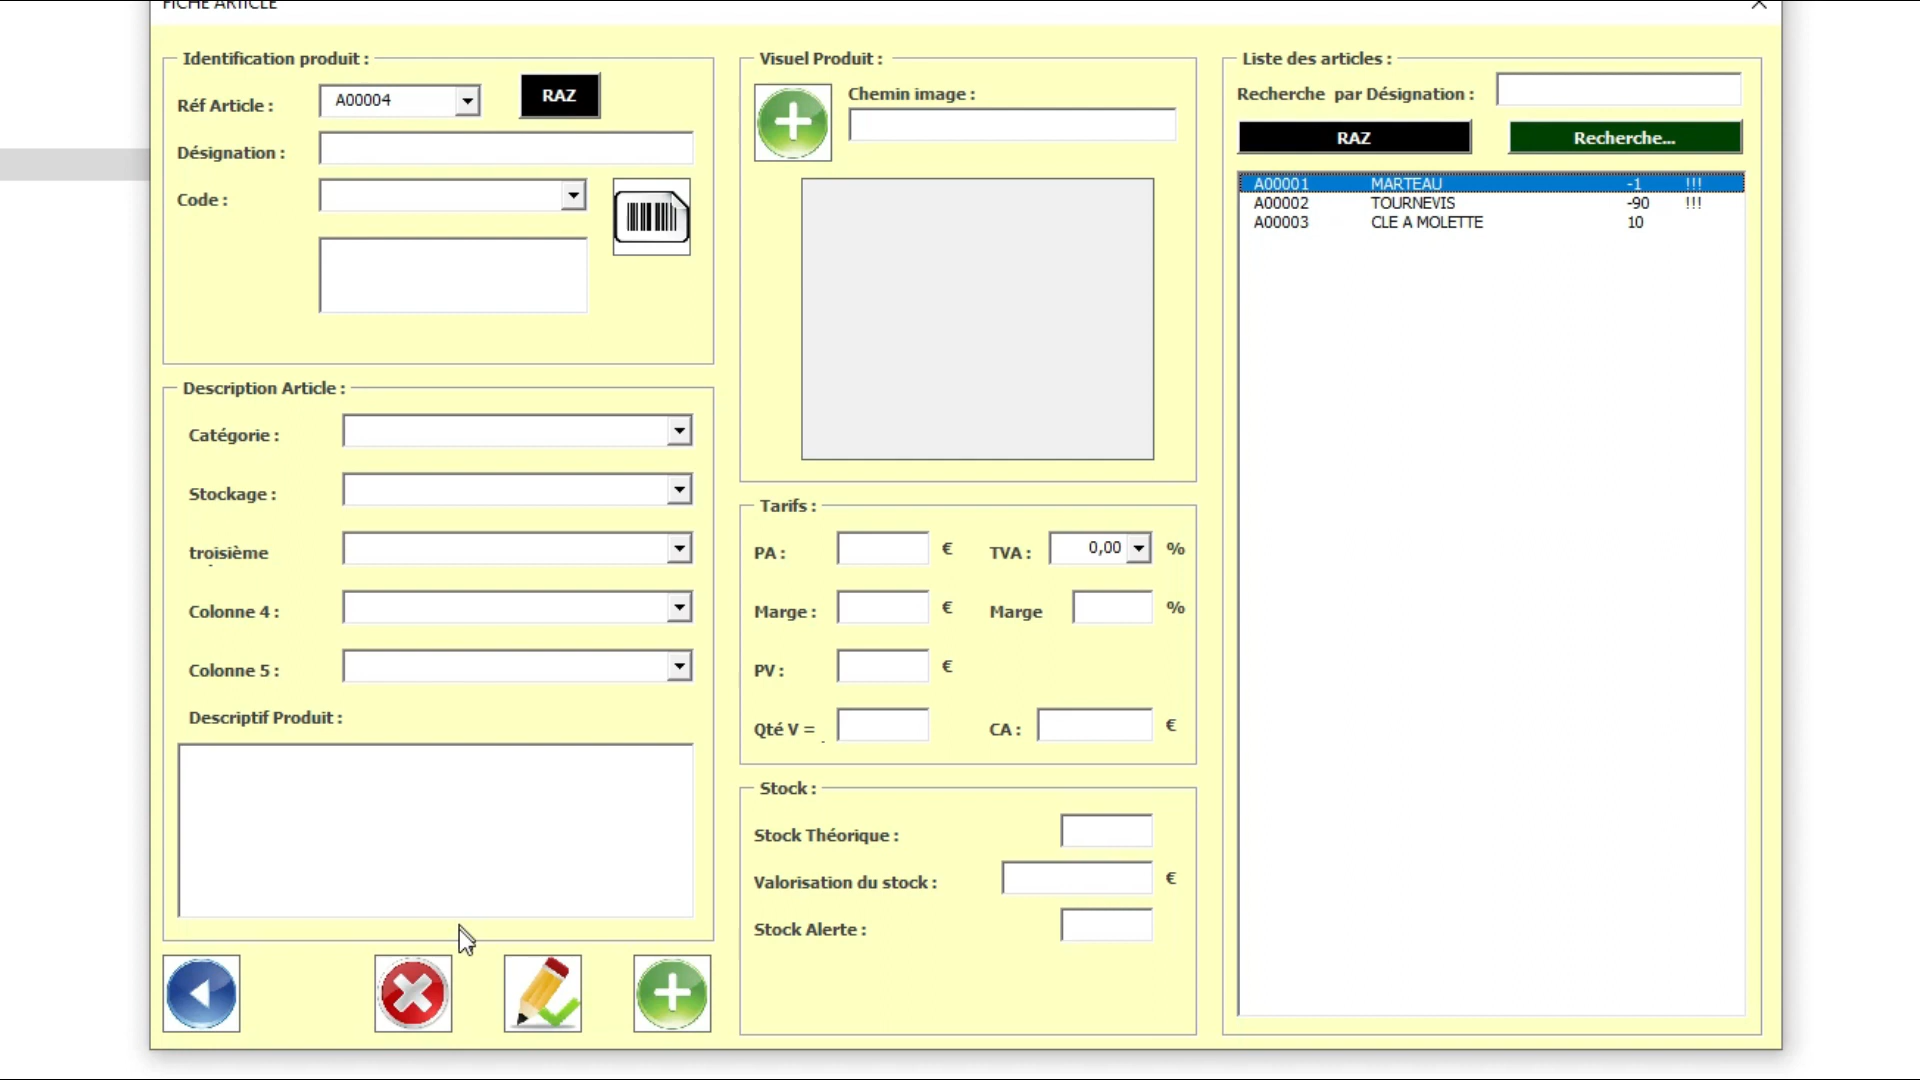 FICHE ARTICLE
Identification produit :
Réf Article :
A00004
RAZ
Désignation :
Code :
Description Article :
Catégorie :
Stockage :
troisième
Colonne 4 :
Colonne 5 :
Descriptif Produit :
Visuel Produit :
Chemin image :
Tarifs :
PA :
€
TVA :
0,00
%
Marge :
€
Marge
%
PV :
€
Qté V =
CA :
€
Stock :
Stock Théorique :
Valorisation du stock :
€
Stock Alerte :
Liste des articles :
Recherche par Désignation :
RAZ
Recherche...
A00001 MARTEAU -1 !!!
A00002 TOURNEVIS -90 !!!
A00003 CLE A MOLETTE 10